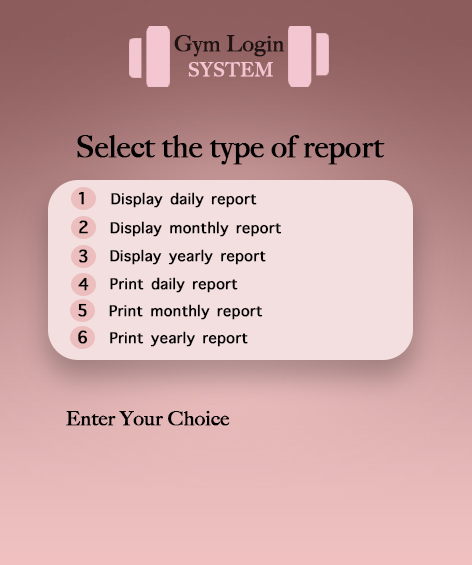 Gym Login
SYSTEM
Select the type of report
1 Display daily report
2 Display monthly report
3 Display yearly report
4 Print daily report
5 Print monthly report
6 Print yearly report
Enter Your Choice